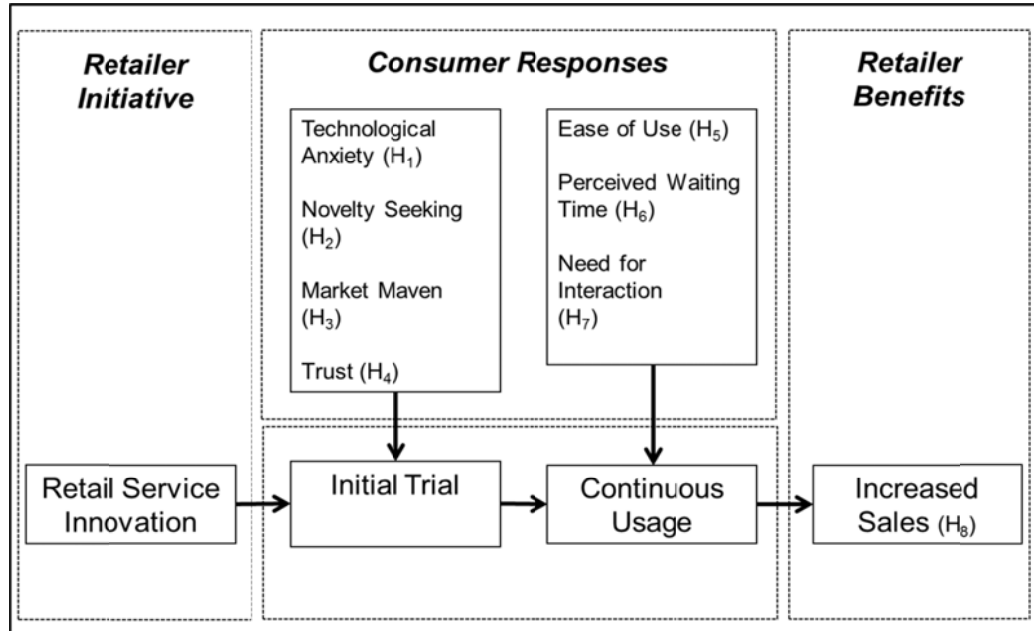 Retailer
Initiative
Consumer Responses
Retailer
Benefits
Technological
Anxiety (H₁)
Novelty Seeking
(H₂)
Market Maven
(H₃)
Trust (H₄)
Ease of Use (H₅)
Perceived Waiting
Time (H₆)
Need for
Interaction
(H₇)
Retail Service
Innovation
Initial Trial
Continuous
Usage
Increased
Sales (H₈)